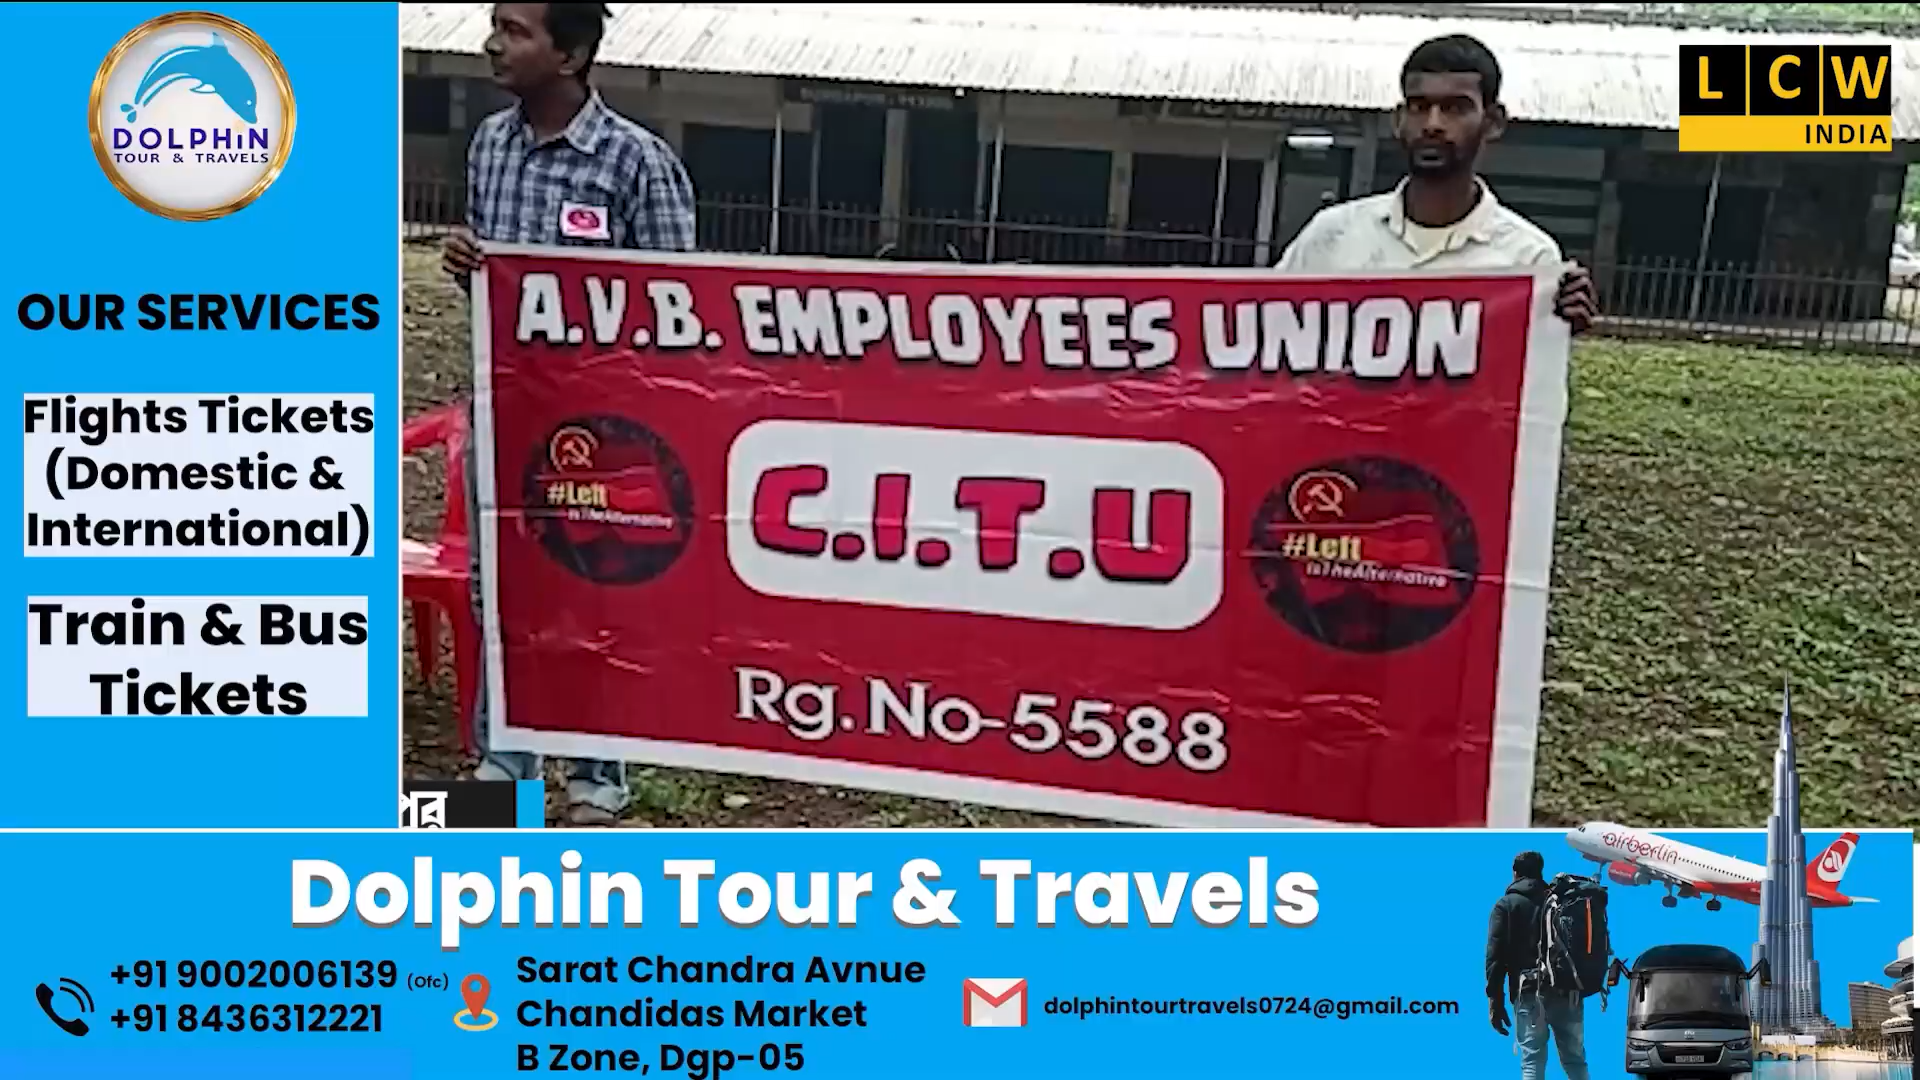 DOLPHiN
TOUR & TRAVELS
OUR SERVICES
Flights Tickets
(Domestic &
International)
Train & Bus
Tickets
L C W
INDIA
A.V.B. EMPLOYEES UNION
C.I.T.U
#Left
IsTheAlternative
#Left
IsTheAlternative
Rg.No-5588
Dolphin Tour & Travels
+91 9002006139 (Ofc)
+91 8436312221
Sarat Chandra Avnue
Chandidas Market
B Zone, Dgp-05
dolphintourtravels0724@gmail.com
airberlin